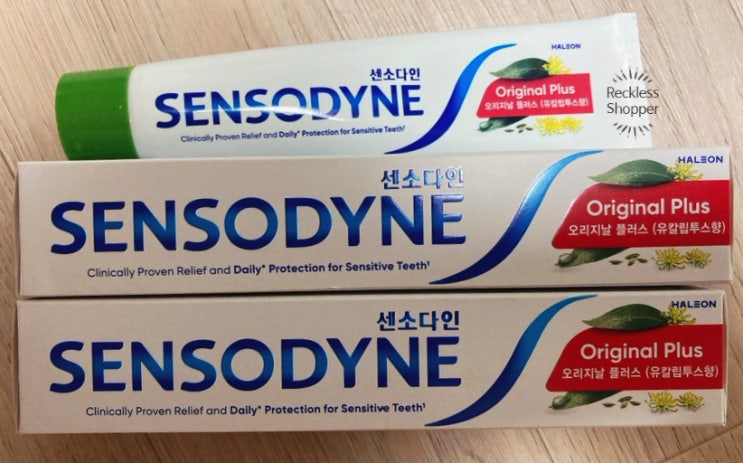 HALEON
센소다인
SENSODYNE
Clinically Proven Relief and Daily* Protection for Sensitive Teeth¹
Original Plus
오리지날 플러스 (유칼립투스향)
Reckless
Shopper
HALEON
센소다인
SENSODYNE
Clinically Proven Relief and Daily* Protection for Sensitive Teeth¹
Original Plus
오리지날 플러스 (유칼립투스향)
HALEON
센소다인
SENSODYNE
Clinically Proven Relief and Daily* Protection for Sensitive Teeth¹
Original Plus
오리지날 플러스 (유칼립투스향)